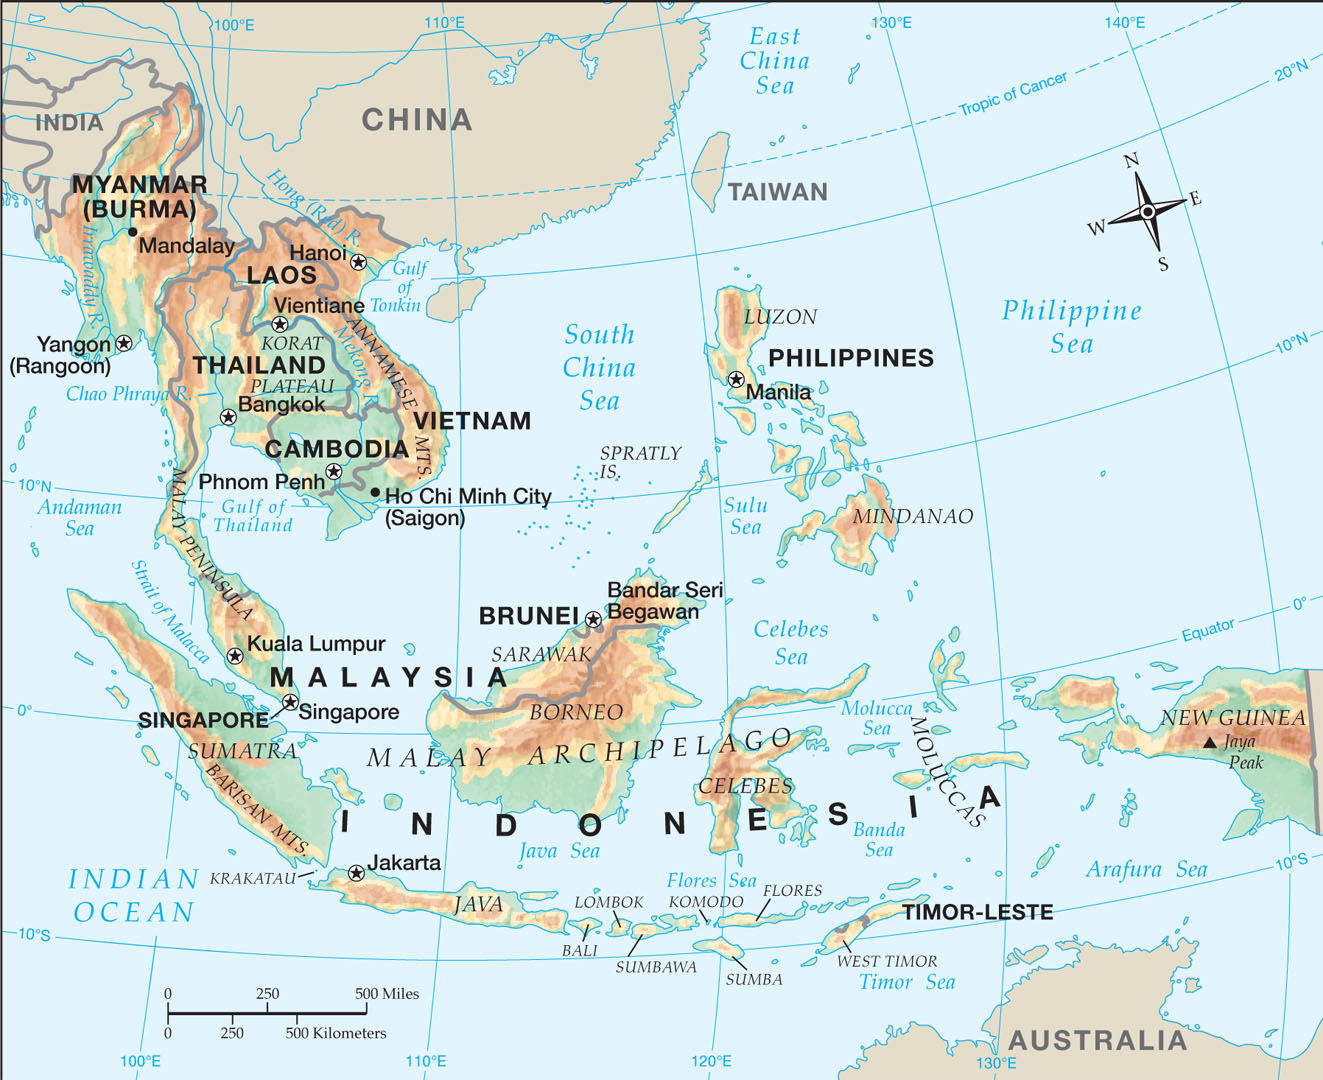 100°E
110°E
130°E
140°E
East
China
Sea
20°N
Tropic of Cancer
INDIA
CHINA
N
W
E
S
MYANMAR
(BURMA)
Hong (Red) R.
TAIWAN
Mandalay
Irrawaddy R.
Hanoi
LAOS
Gulf
of
Tonkin
Vientiane
LUZON
Philippine
Sea
10°N
Yangon
(Rangoon)
KORAT
PLATEAU
THAILAND
Mekong R.
ANNAMESE
MTS.
South
China
Sea
PHILIPPINES
Manila
Chao Phraya R.
Bangkok
VIETNAM
CAMBODIA
SPRATLY
IS.
Phnom Penh
10°N
Ho Chi Minh City
(Saigon)
Andaman
Sea
Gulf of
Thailand
Sulu
Sea
MINDANAO
MALAY PENINSULA
Strait of Malacca
Bandar Seri
Begawan
BRUNEI
0°
Equator
Celebes
Sea
Kuala Lumpur
SARAWAK
MALAYSIA
0°
SINGAPORE
Singapore
BORNEO
Molucca
Sea
NEW GUINEA
Jaya
Peak
SUMATRA
MALAY ARCHIPELAGO
MOLUCCAS
BARISAN MTS.
CELEBES
INDONESIA
Java Sea
Banda
Sea
Jakarta
10°S
Arafura Sea
INDIAN
OCEAN
KRAKATAU
Flores Sea
JAVA
LOMBOK
KOMODO
FLORES
TIMOR-LESTE
10°S
BALI
SUMBAWA
SUMBA
WEST TIMOR
Timor Sea
0 250 500 Miles
0 250 500 Kilometers
AUSTRALIA
100°E
110°E
120°E
130°E